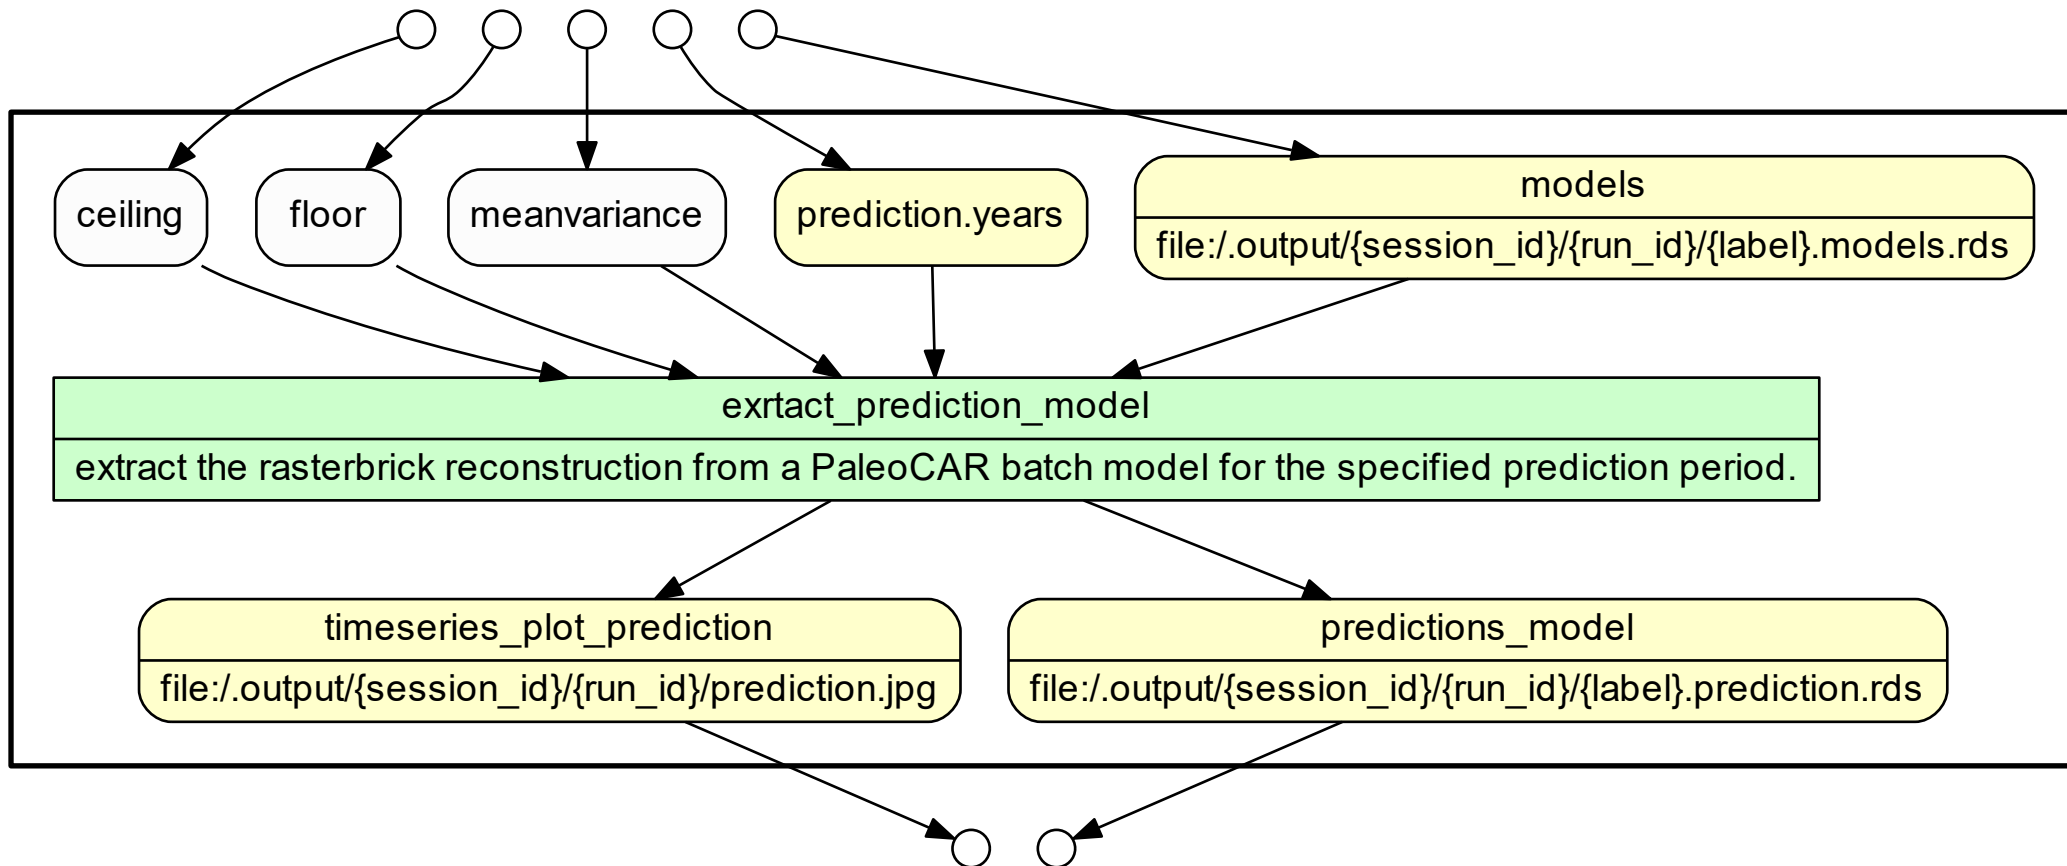 ceiling
floor
meanvariance
prediction.years
models
file:/.output/{session_id}/{run_id}/{label}.models.rds
exrtact_prediction_model
extract the rasterbrick reconstruction from a PaleoCAR batch model for the specified prediction period.
timeseries_plot_prediction
file:/.output/{session_id}/{run_id}/prediction.jpg
predictions_model
file:/.output/{session_id}/{run_id}/{label}.prediction.rds